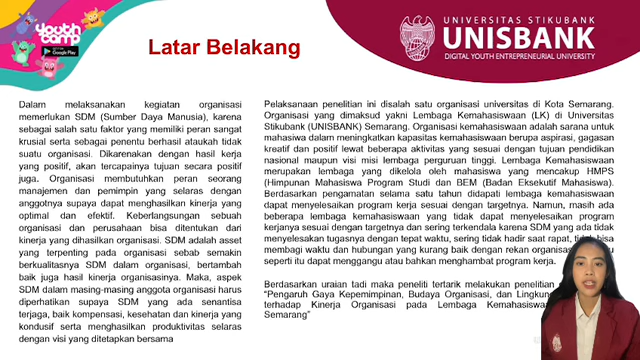 youth camp
GET IT ON
Google Play
UNIVERSITAS STIKUBANK
UNISBANK
DIGITAL YOUTH ENTREPRENEURIAL UNIVERSITY
Latar Belakang
Dalam melaksanakan kegiatan organisasi
memerlukan SDM (Sumber Daya Manusia), karena
sebagai salah satu faktor yang memiliki peran sangat
krusial serta sebagai penentu berhasil ataukah tidak
suatu organisasi. Dikarenakan dengan hasil kerja
yang positif, akan tercapainya tujuan secara positif
juga. Organisasi membutuhkan peran seorang
manajemen dan pemimpin yang selaras dengan
anggotnya supaya dapat menghasilkan kinerja yang
optimal dan efektif. Keberlangsungan sebuah
organisasi dan perusahaan bisa ditentukan dari
kinerja yang dihasilkan organisasi. SDM adalah asset
yang terpenting pada organisasi sebab semakin
berkualitasnya SDM dalam organisasi, bertambah
baik juga hasil kinerja organisasinya. Maka, aspek
SDM dalam masing-masing anggota organisasi harus
diperhatikan supaya SDM yang ada senantisa
terjaga, baik kompensasi, kesehatan dan kinerja yang
kondusif serta menghasilkan produktivitas selaras
dengan visi yang ditetapkan bersama
Pelaksanaan penelitian ini disalah satu organisasi universitas di Kota Semarang.
Organisasi yang dimaksud yakni Lembaga Kemahasiswaan (LK) di Universitas
Stikubank (UNISBANK) Semarang. Organisasi kemahasiswaan adalah sarana untuk
mahasiwa dalam meningkatkan kapasitas kemahasiswaan berupa aspirasi, gagasan
kreatif dan positif lewat beberapa aktivitas yang sesuai dengan tujuan pendidikan
nasional maupun visi misi lembaga perguruan tinggi. Lembaga Kemahasiswaan
merupakan lembaga yang dikelola oleh mahasiswa yang mencakup HMPS
(Himpunan Mahasiswa Program Studi dan BEM (Badan Eksekutif Mahasiswa).
Berdasarkan pengamatan selama satu tahun didapati lembaga kemahasiswaan
dapat menyelesaikan program kerja sesuai dengan targetnya. Namun, masih ada
beberapa lembaga kemahasiswaan yang tidak dapat menyelesaikan program
kerjanya sesuai dengan targetnya dan sering terkendala karena SDM yang ada tidak
menyelesakan tugasnya dengan tepat waktu, sering tidak hadir saat rapat, bisa
membagi waktu dan hubungan yang kurang baik dengan rekan organisasi
seperti itu dapat menggangu atau bahkan menghambat program kerja.
Berdasarkan uraian tadi maka peneliti tertarik melakukan penelitian
"Pengaruh Gaya Kepemimpinan, Budaya Organisasi, dan
terhadap Kinerja Organisasi pada Lembaga Kemahasiswaan
Semarang"